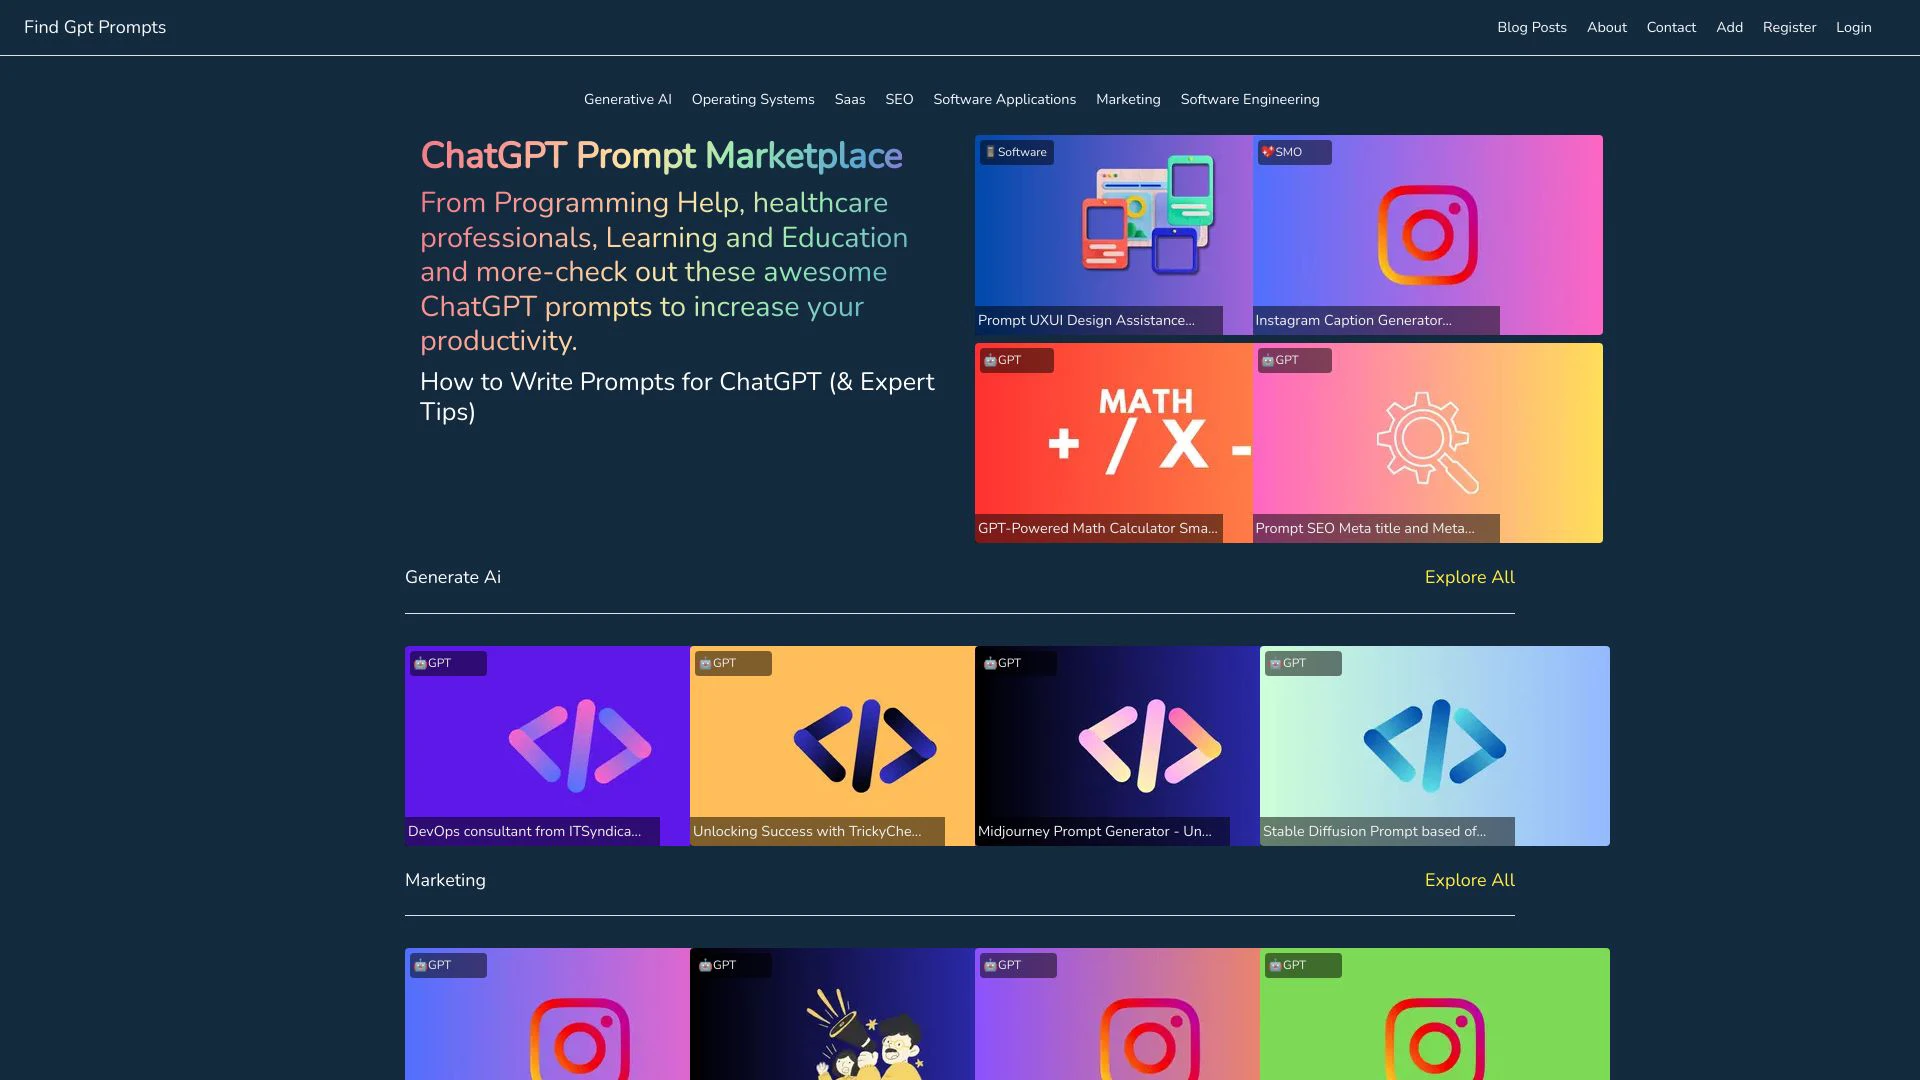 Find Gpt Prompts
Blog Posts About Contact Add Register Login
Generative AI Operating Systems Saas SEO Software Applications Marketing Software Engineering
ChatGPT Prompt Marketplace
From Programming Help, healthcare
professionals, Learning and Education
and more-check out these awesome
ChatGPT prompts to increase your
productivity.
How to Write Prompts for ChatGPT (& Expert
Tips)
Software
Prompt UXUI Design Assistance...
SMO
Instagram Caption Generator...
GPT
MATH
+ / X -
GPT-Powered Math Calculator Sma...
GPT
Prompt SEO Meta title and Meta...
Generate Ai
Explore All
GPT
DevOps consultant from ITSyndica...
GPT
Unlocking Success with TrickyChe...
GPT
Midjourney Prompt Generator - Un...
GPT
Stable Diffusion Prompt based of...
Marketing
Explore All
GPT
GPT
GPT
GPT